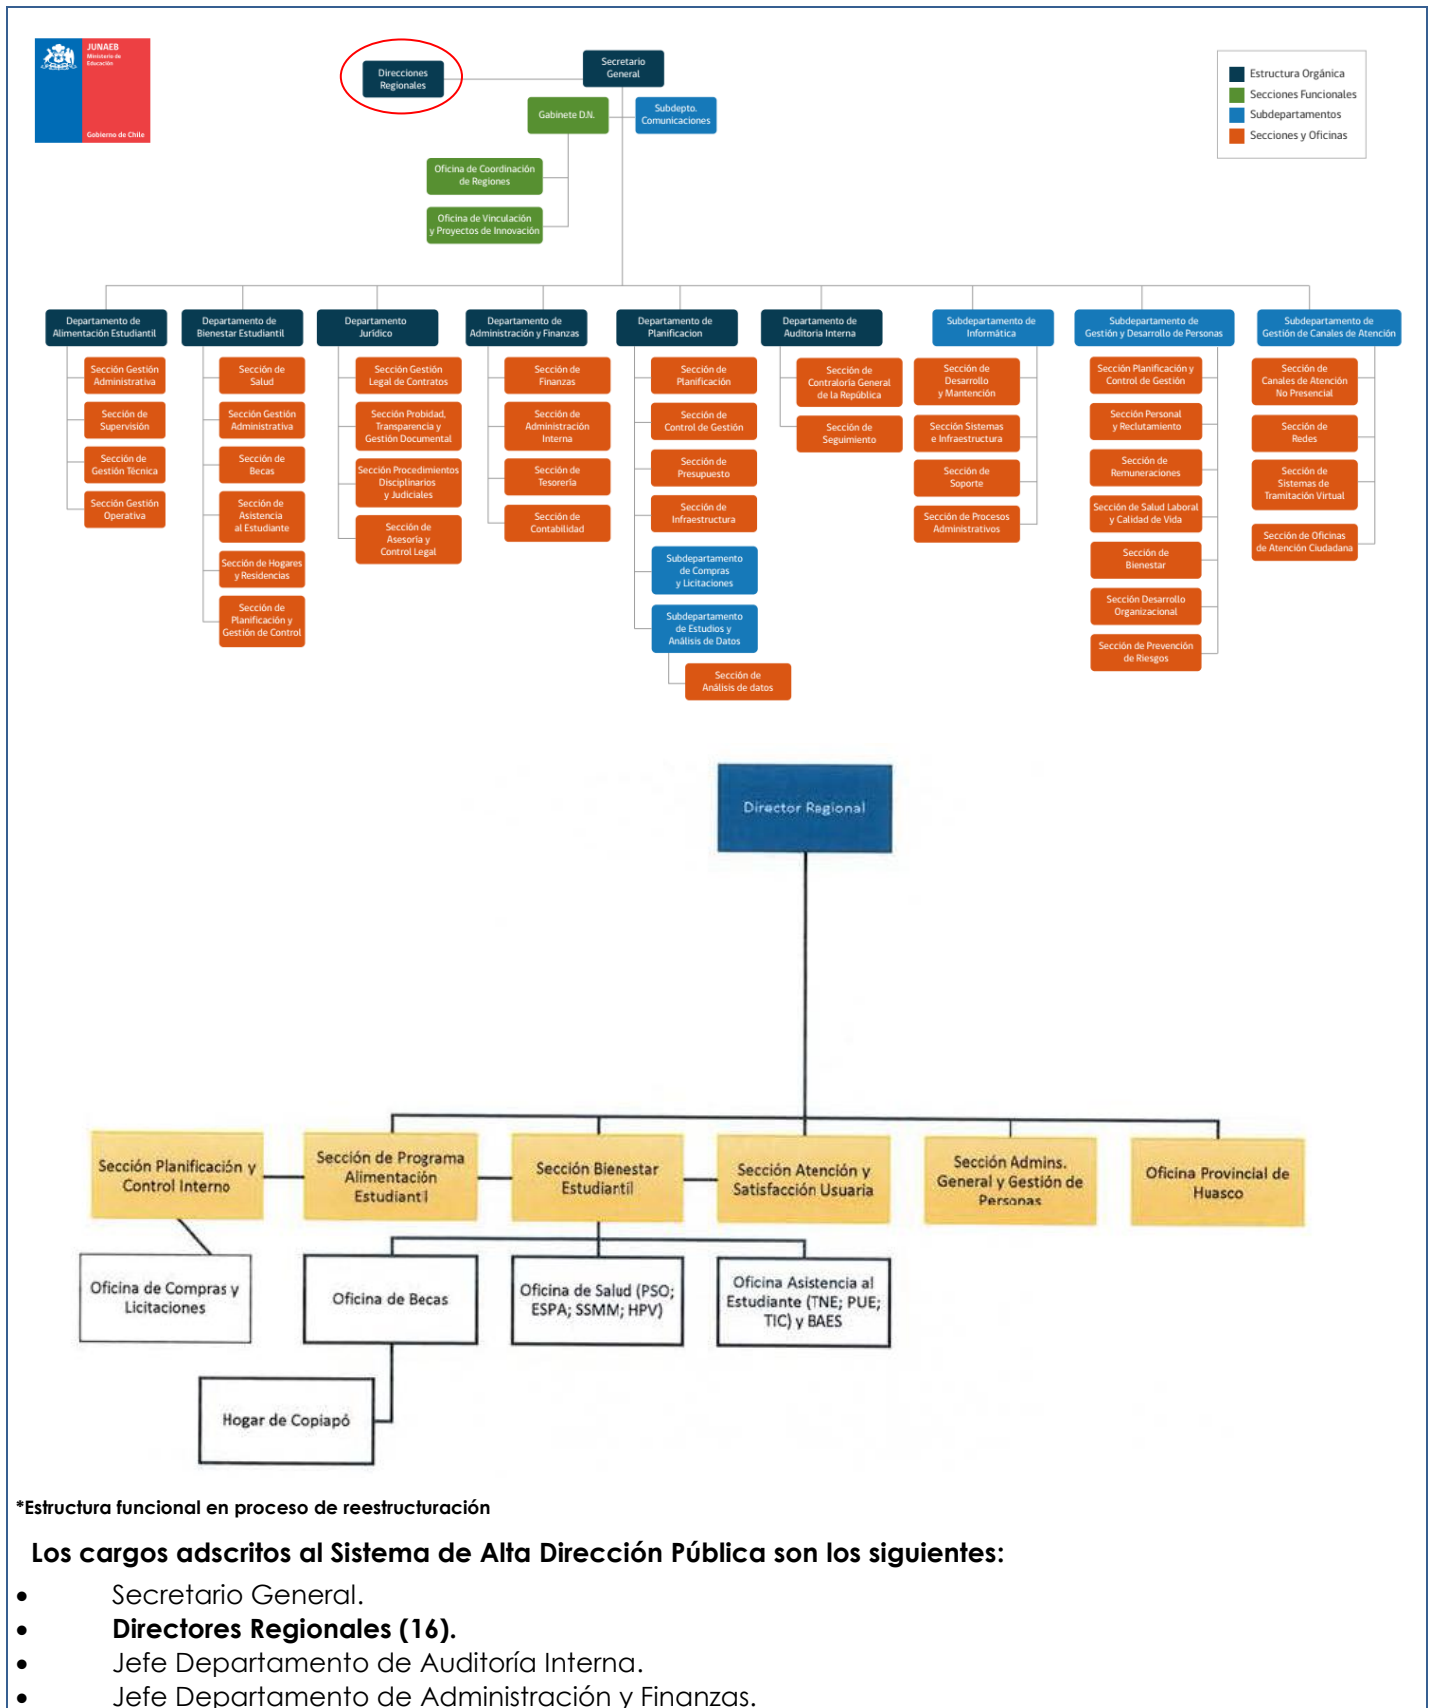 JUNAEB
Ministerio de
Educación
Gobierno de Chile
Direcciones
Regionales
Secretario
General
Gabinete D.N.
Subdepto.
Comunicaciones
Oficina de Coordinación
de Regiones
Oficina de Vinculación
y Proyectos de Innovación
Estructura Orgánica
Secciones Funcionales
Subdepartamentos
Secciones y Oficinas
Departamento de
Alimentación Estudiantil
Sección Gestión
Administrativa
Sección de
Supervisión
Sección de
Gestión Técnica
Sección Gestión
Operativa
Departamento de
Bienestar Estudiantil
Sección de
Salud
Sección Gestión
Administrativa
Sección de
Becas
Sección de
Asistencia
al Estudiante
Sección de Hogares
y Residencias
Sección de
Planificación y
Gestión de Control
Departamento
Jurídico
Sección Gestión
Legal de Contratos
Sección Probidad,
Transparencia y
Gestión Documental
Sección Procedimientos
Disciplinarios
y Judiciales
Sección de
Asesoría y
Control Legal
Departamento de
Administración y Finanzas
Sección de
Finanzas
Sección de
Administración
Interna
Sección de
Tesorería
Sección de
Contabilidad
Departamento de
Planificacion
Sección de
Planificación
Sección de
Control de Gestión
Sección de
Presupuesto
Sección de
Infraestructura
Subdepartamento
de Compras
y Licitaciones
Subdepartamento
de Estudios y
Análisis de Datos
Sección de
Análisis de datos
Departamento de
Auditoria Interna
Sección de
Contraloría General
de la República
Sección de
Seguimiento
Subdepartamento de
Informática
Sección de
Desarrollo
y Mantención
Sección Sistemas
e Infraestructura
Sección de
Soporte
Sección de Procesos
Administrativos
Subdepartamento de
Gestión y Desarrollo de Personas
Sección Planificación y
Control de Gestión
Sección Personal
y Reclutamiento
Sección de
Remuneraciones
Sección de Salud Laboral
y Calidad de Vida
Sección de
Bienestar
Sección Desarrollo
Organizacional
Sección de Prevención
de Riesgos
Subdepartamento de
Gestión de Canales de Atención
Sección de
Canales de Atención
No Presencial
Sección de
Redes
Sección de
Sistemas de
Tramitación Virtual
Sección de Oficinas
de Atención Ciudadana
Director Regional
Sección Planificación y
Control Interno
Sección de Programa
Alimentación
Estudiantil
Sección Bienestar
Estudiantil
Sección Atención y
Satisfacción Usuaria
Sección Admins.
General y Gestión de
Personas
Oficina Provincial de
Huasco
Oficina de Compras y
Licitaciones
Oficina de Becas
Oficina de Salud (PSO;
ESPA; SSMM; HPV)
Oficina Asistencia al
Estudiante (TNE; PUE;
TIC) y BAES
Hogar de Copiapó
*Estructura funcional en proceso de reestructuración
Los cargos adscritos al Sistema de Alta Dirección Pública son los siguientes:
• Secretario General.
• Directores Regionales (16).
• Jefe Departamento de Auditoría Interna.
• Jefe Departamento de Administración y Finanzas.